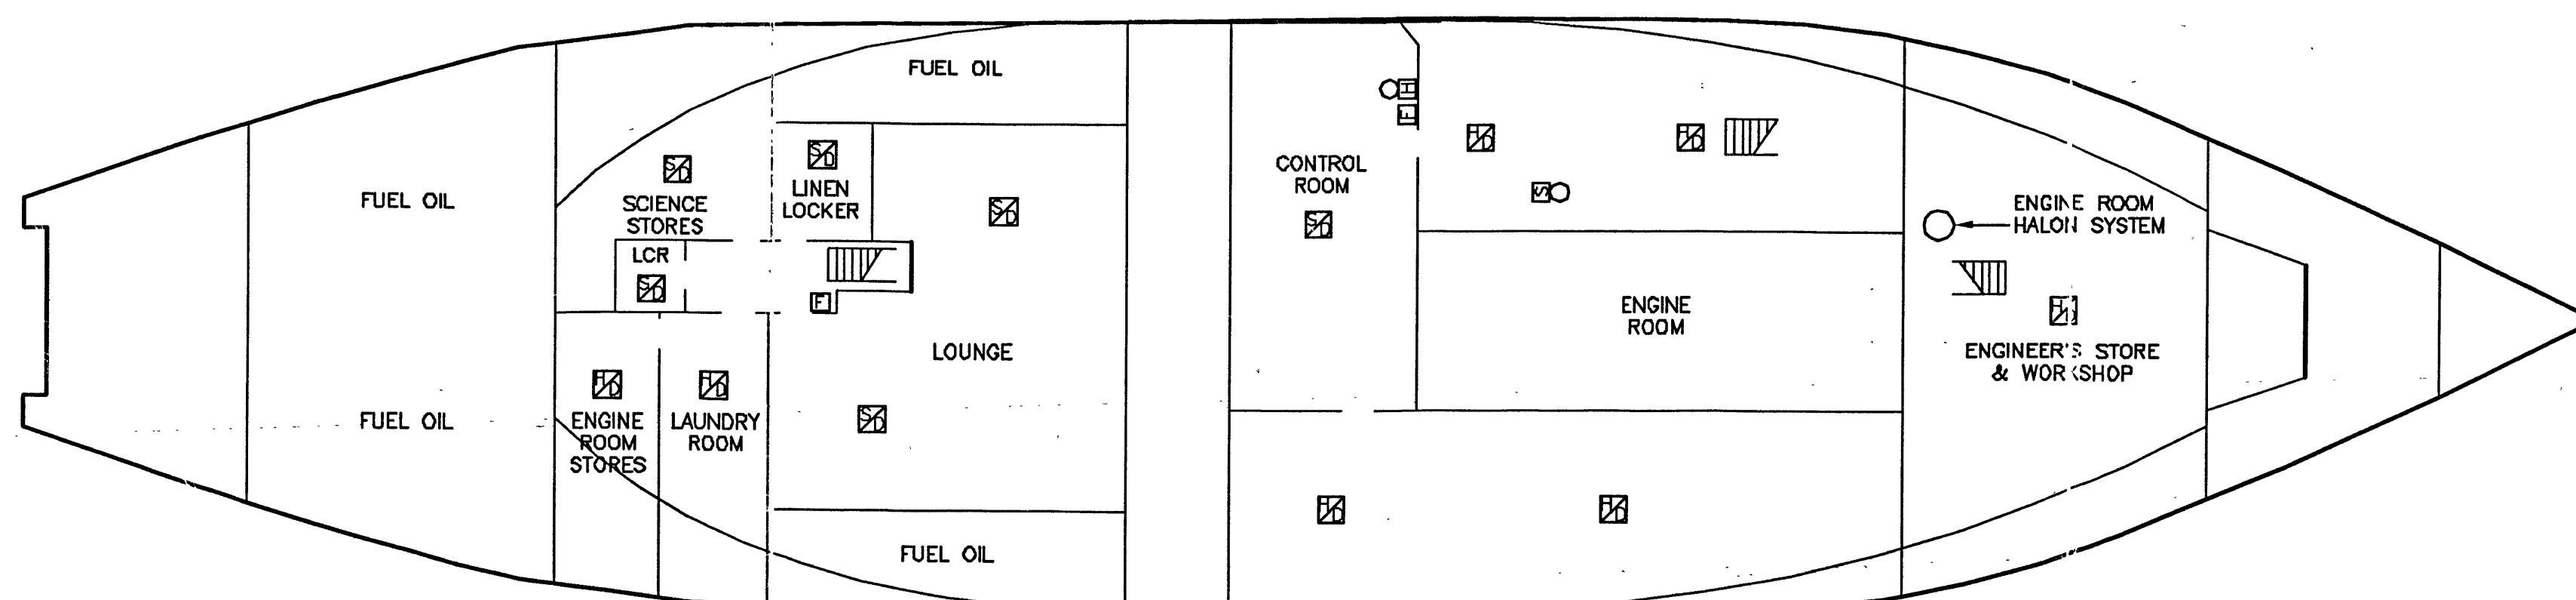 FUEL OIL
FUEL OIL
FUEL OIL
FUEL OIL
S/D
SCIENCE
STORES
S/D
LINEN
LOCKER
LCR
S/D
F
S/D
LOUNGE
S/D
H/D
ENGINE
ROOM
STORES
H/D
LAUNDRY
ROOM
H
F
CONTROL
ROOM
S/D
H/D
H/D
S
ENGINE
ROOM
H/D
H/D
ENGINE ROOM
HALON SYSTEM
ENGINEER'S STORE
& WORKSHOP